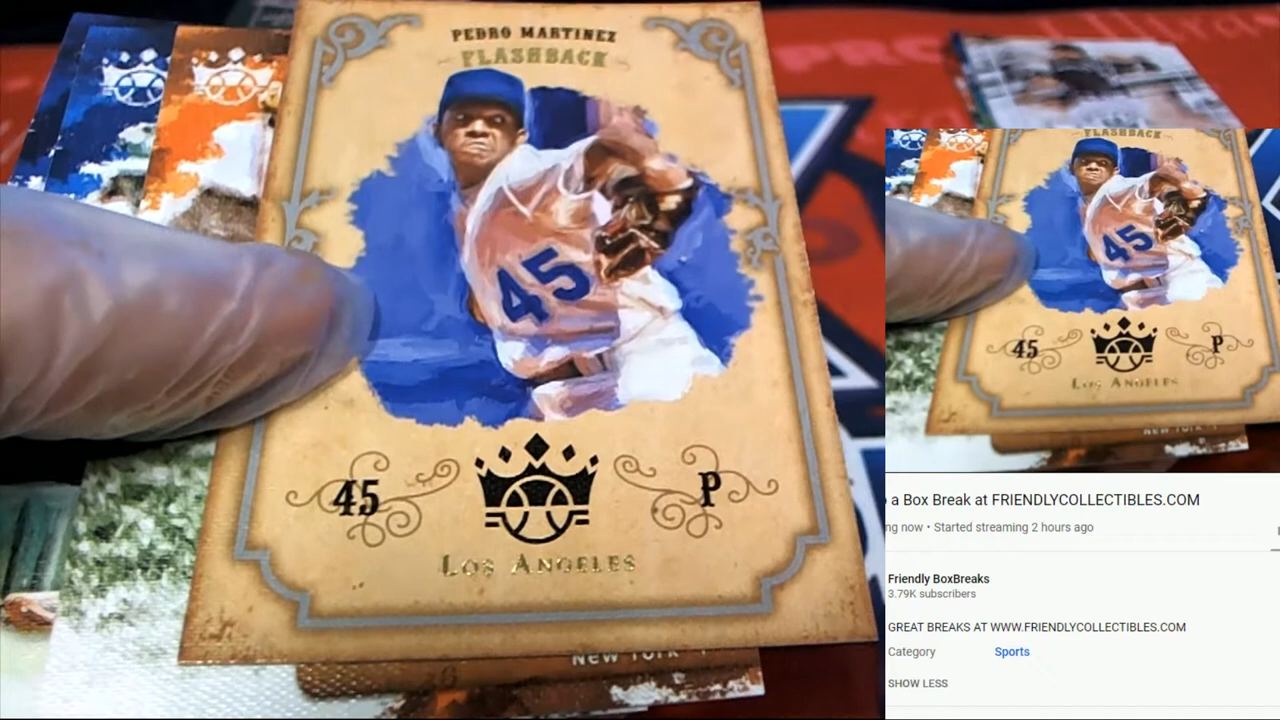 PEDRO MARTINEZ
FLASHBACK
45
45
P
LOS ANGELES
NEW YORK
FLASHBACK
45
45
P
LOS ANGELES
NEW YORK
a Box Break at FRIENDLYCOLLECTIBLES.COM
ng now • Started streaming 2 hours ago
Friendly BoxBreaks
3.79K subscribers
GREAT BREAKS AT WWW.FRIENDLYCOLLECTIBLES.COM
Category Sports
SHOW LESS